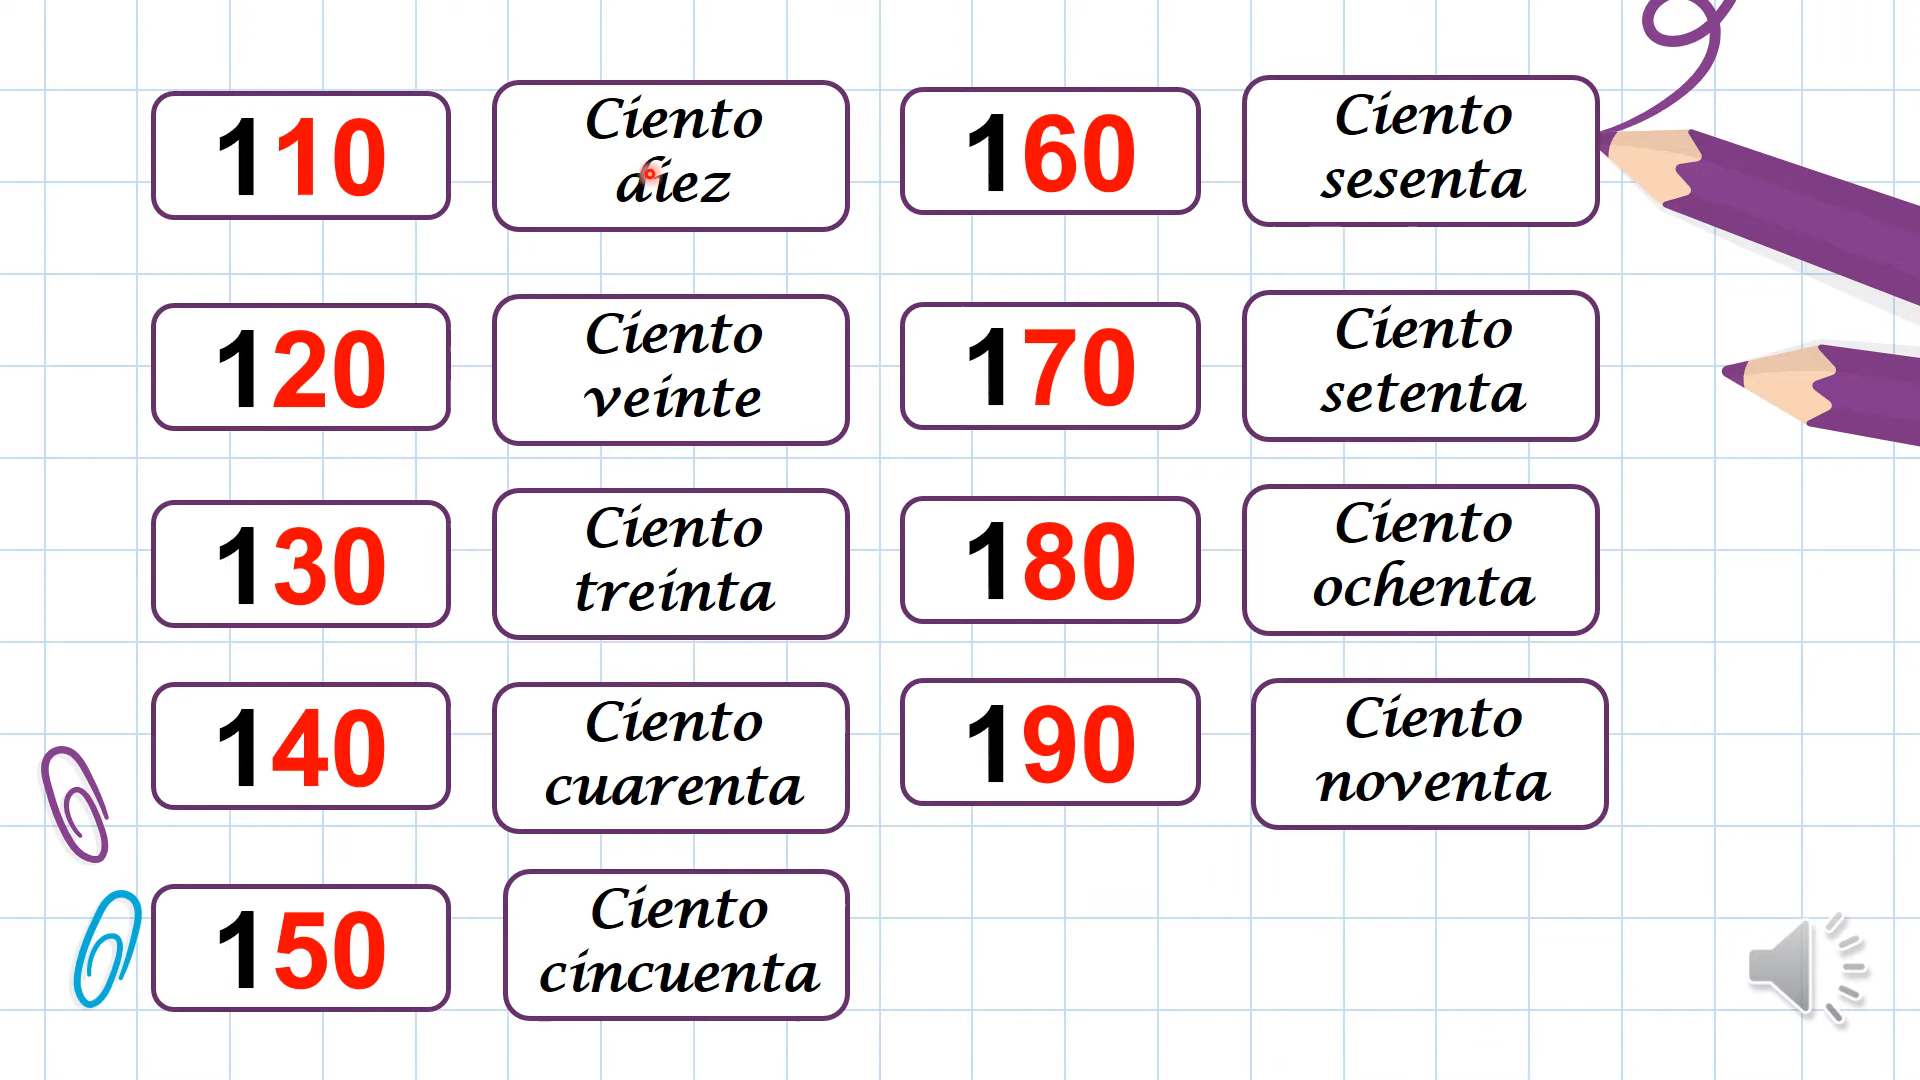 110
Ciento
diez
120
Ciento
veinte
130
Ciento
treinta
140
Ciento
cuarenta
150
Ciento
cincuenta
160
Ciento
sesenta
170
Ciento
setenta
180
Ciento
ochenta
190
Ciento
noventa